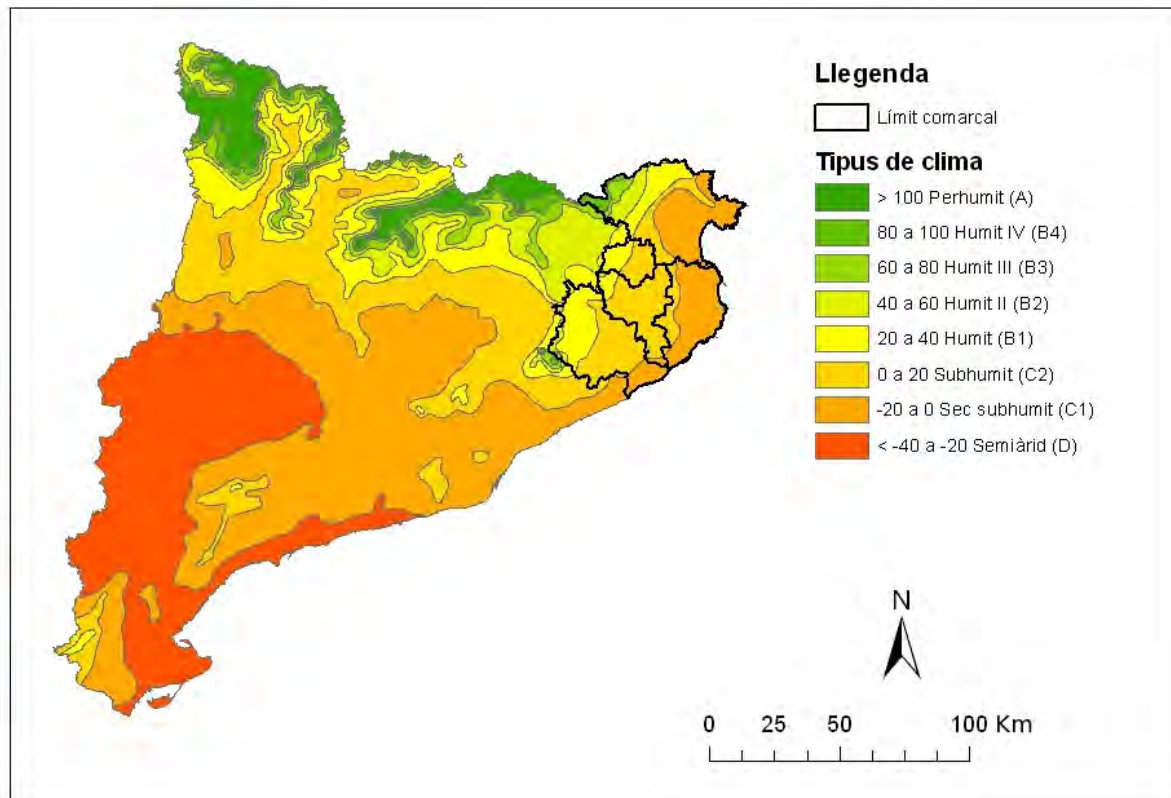 Llegenda
Límit comarcal
Tipus de clima
> 100 Perhumit (A)
80 a 100 Humit IV (B4)
60 a 80 Humit III (B3)
40 a 60 Humit II (B2)
20 a 40 Humit (B1)
0 a 20 Subhumit (C2)
-20 a 0 Sec subhumit (C1)
< -40 a -20 Semiàrid (D)
N
0 25 50 100 Km